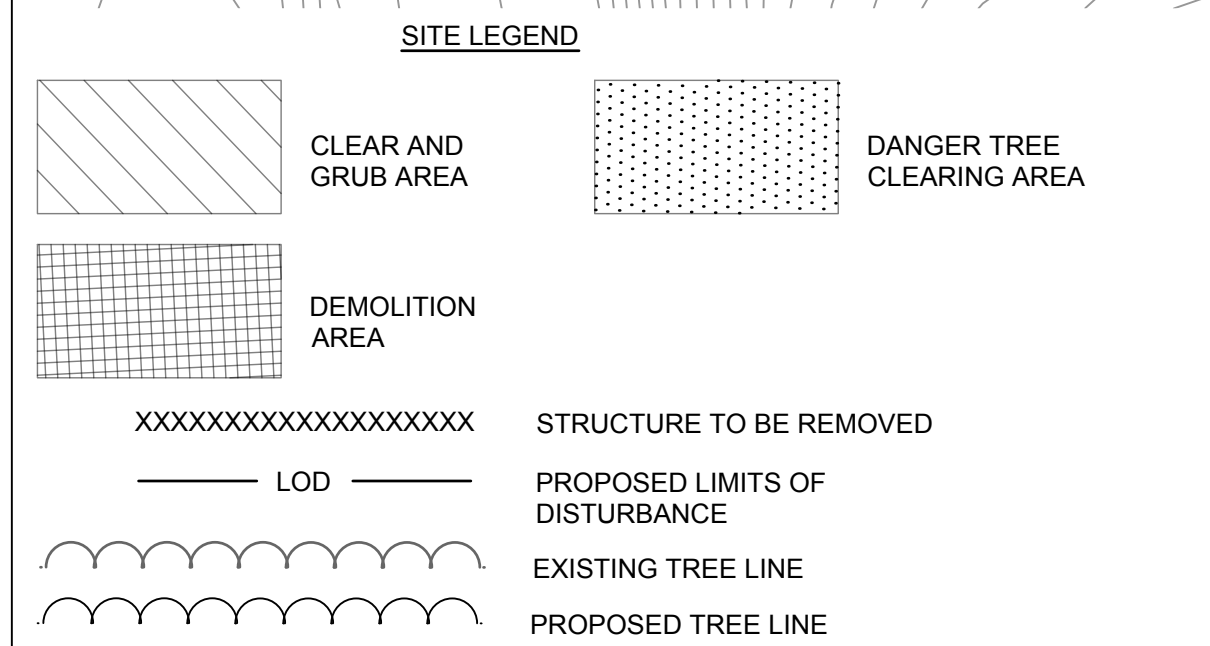 SITE LEGEND
CLEAR AND
GRUB AREA
DANGER TREE
CLEARING AREA
DEMOLITION
AREA
XXXXXXXXXXXXXXXXXXX STRUCTURE TO BE REMOVED
LOD PROPOSED LIMITS OF
DISTURBANCE
EXISTING TREE LINE
PROPOSED TREE LINE